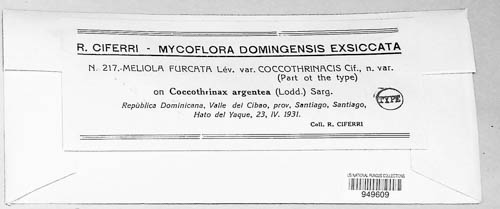 R. CIFERRI - MYCOFLORA DOMINGENSIS EXSICCATA
N. 217.-MELIOLA FURCATA Lév. var. COCCOTHRINACIS Cif., n. var.
(Part ot the type)
on Coccothrinax argentea (Lodd.) Sarg.
TYPE
Repùblica Dominicana, Valle del Cibao, prov, Santiago, Santiago,
Hato del Yaque, 23, IV. 1931.
Coll. R. CIFERRI
US NATIONAL FUNGUS COLLECTIONS
949609